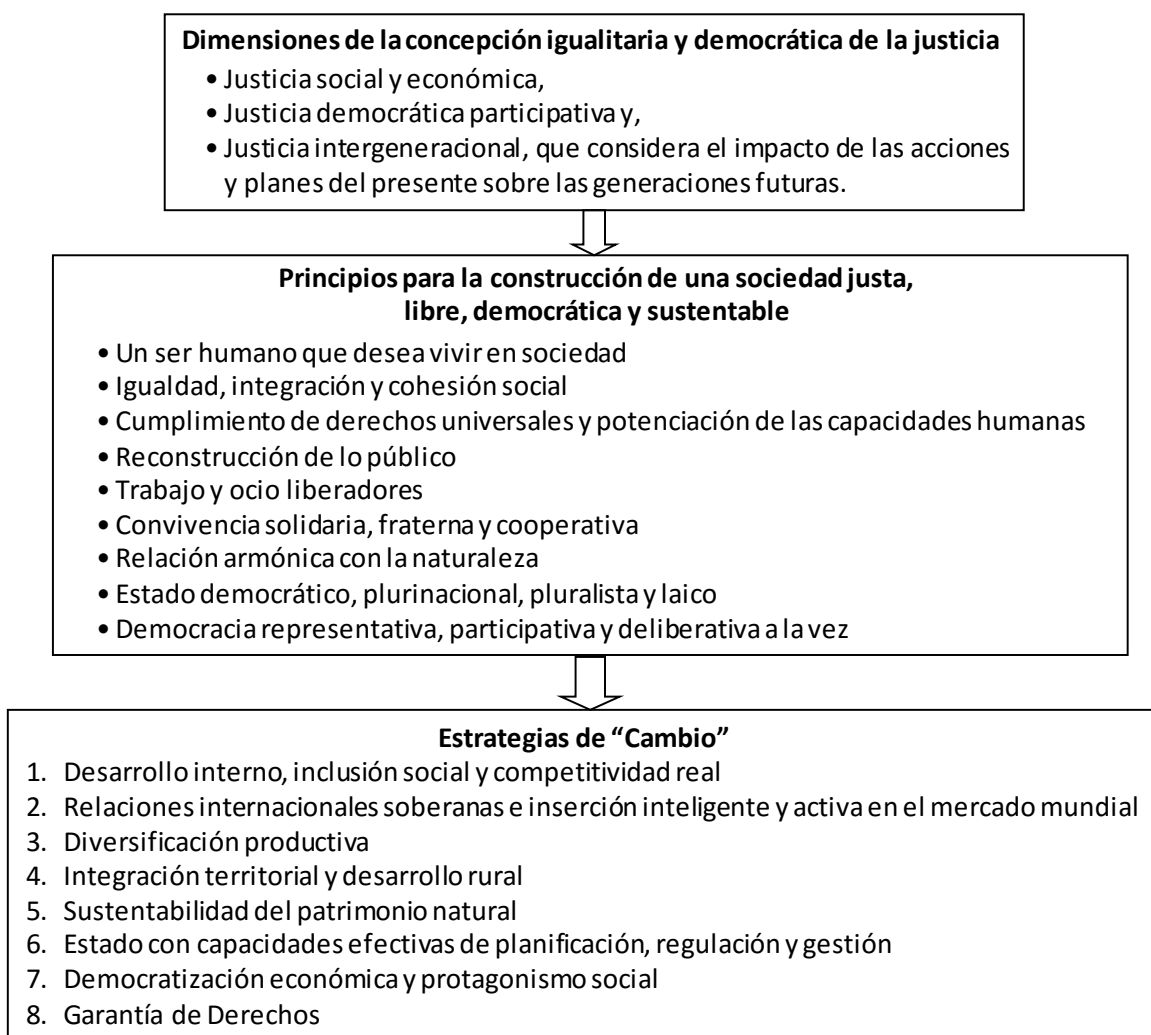 Dimensiones de la concepción igualitaria y democrática de la justicia
• Justicia social y económica,
• Justicia democrática participativa y,
• Justicia intergeneracional, que considera el impacto de las acciones
y planes del presente sobre las generaciones futuras.
Principios para la construcción de una sociedad justa,
libre, democrática y sustentable
• Un ser humano que desea vivir en sociedad
• Igualdad, integración y cohesión social
• Cumplimiento de derechos universales y potenciación de las capacidades humanas
• Reconstrucción de lo público
• Trabajo y ocio liberadores
• Convivencia solidaria, fraterna y cooperativa
• Relación armónica con la naturaleza
• Estado democrático, plurinacional, pluralista y laico
• Democracia representativa, participativa y deliberativa a la vez
Estrategias de “Cambio”
1. Desarrollo interno, inclusión social y competitividad real
2. Relaciones internacionales soberanas e inserción inteligente y activa en el mercado mundial
3. Diversificación productiva
4. Integración territorial y desarrollo rural
5. Sustentabilidad del patrimonio natural
6. Estado con capacidades efectivas de planificación, regulación y gestión
7. Democratización económica y protagonismo social
8. Garantía de Derechos